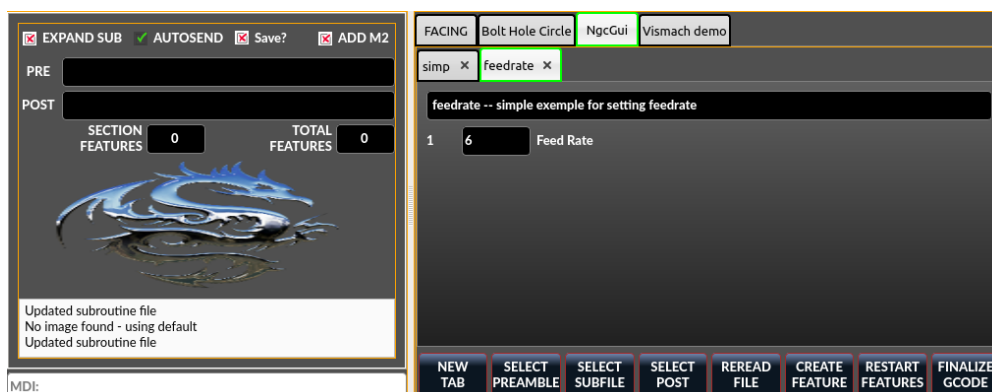 EXPAND SUB AUTOSEND Save? ADD M2
PRE
POST
SECTION FEATURES 0 TOTAL FEATURES 0
Updated subroutine file
No image found - using default
Updated subroutine file
MDI:
FACING Bolt Hole Circle NgcGui Vismach demo
simp feedrate
feedrate -- simple exemple for setting feedrate
1 6 Feed Rate
NEW TAB SELECT PREAMBLE SELECT SUBFILE SELECT POST REREAD FILE CREATE FEATURE RESTART FEATURES FINALIZE GCODE